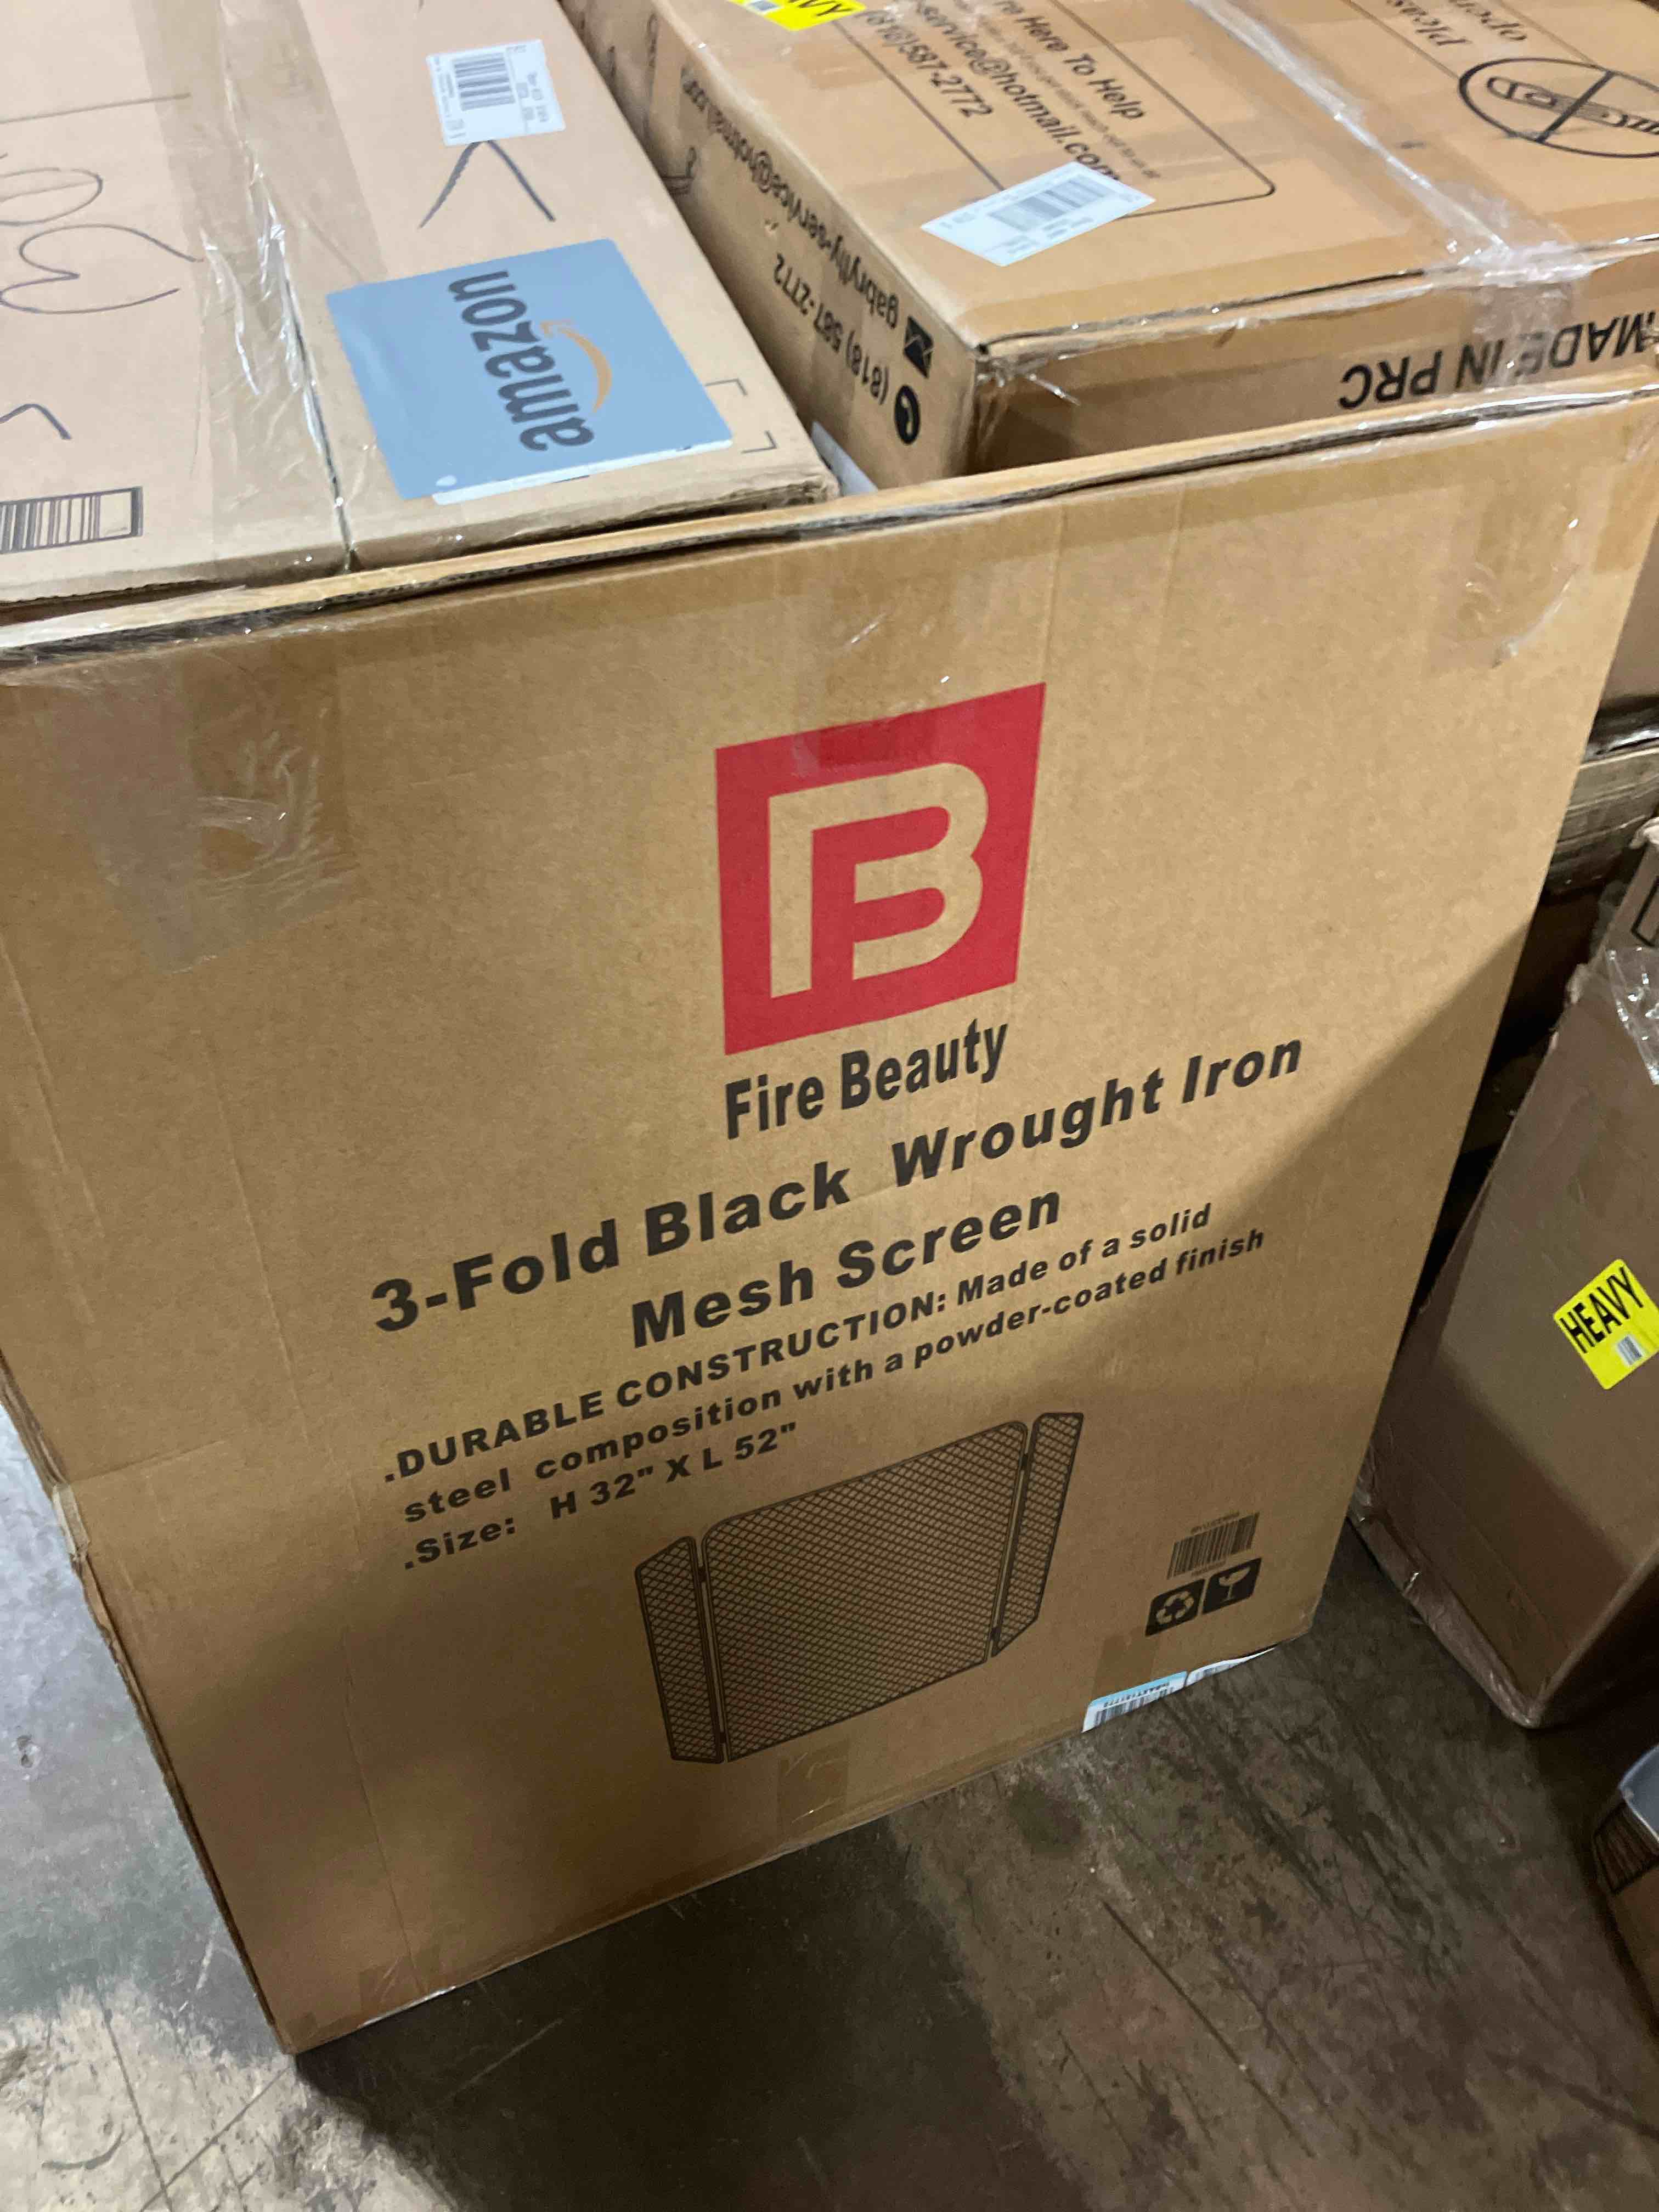 amazon
HEAVY
re Here To Help
-service@hotmail.com
(818)587-2772
gabrylly-service@hotmail.com
(818) 587-2772
MADE IN PRC
Fire Beauty
3-Fold Black Wrought Iron
Mesh Screen
.DURABLE CONSTRUCTION: Made of a solid
steel composition with a powder-coated finish
.Size: H 32" X L 52"
HEAVY